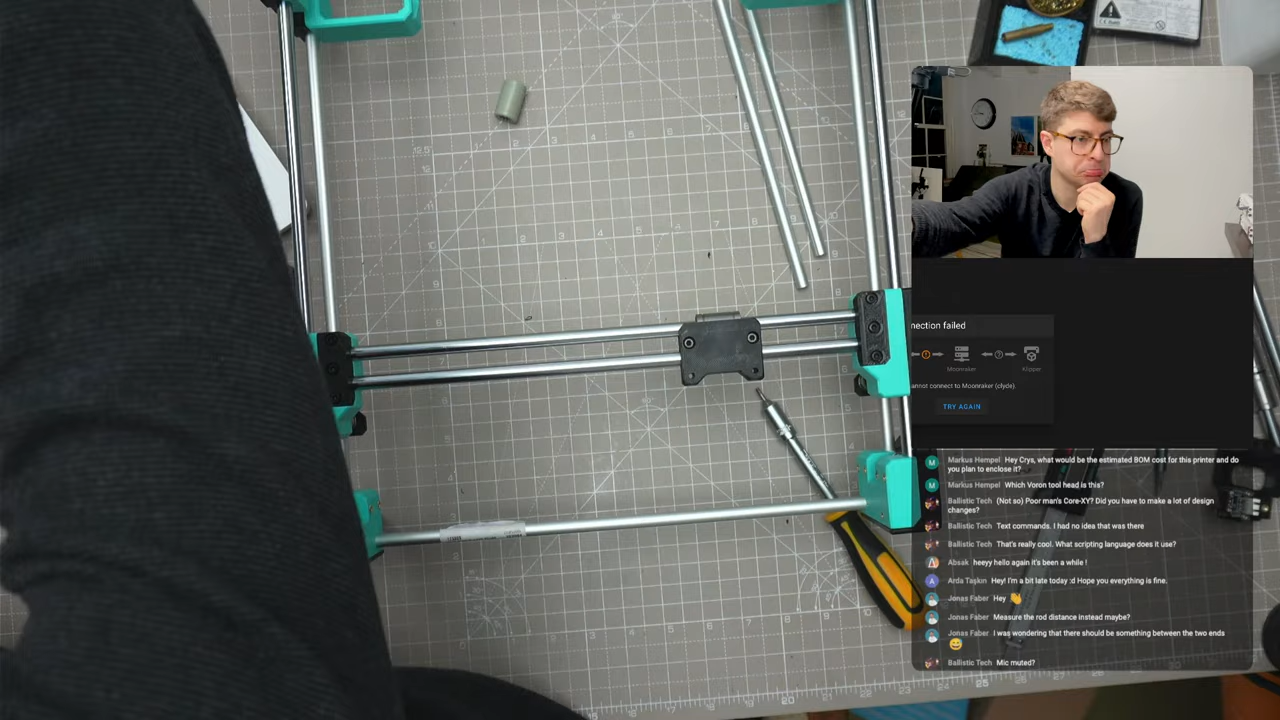 nection failed
Moonraker
Klipper
annot connect to Moonraker (clyde).
TRY AGAIN
M Markus Hempel Hey Crys, what would be the estimated BOM cost for this printer and do
you plan to enclose it?
M Markus Hempel Which Voron tool head is this?
Ballistic Tech (Not so) Poor man's Core-XY? Did you have to make a lot of design
changes?
Ballistic Tech Text commands. I had no idea that was there
Ballistic Tech That's really cool. What scripting language does it use?
Absak heeyy hello again it's been a while !
A Arda Taşkın Hey! I'm a bit late today :d Hope you everything is fine.
Jonas Faber Hey 👋
Jonas Faber Measure the rod distance instead maybe?
Jonas Faber I was wondering that there should be something between the two ends
😅
Ballistic Tech Mic muted?